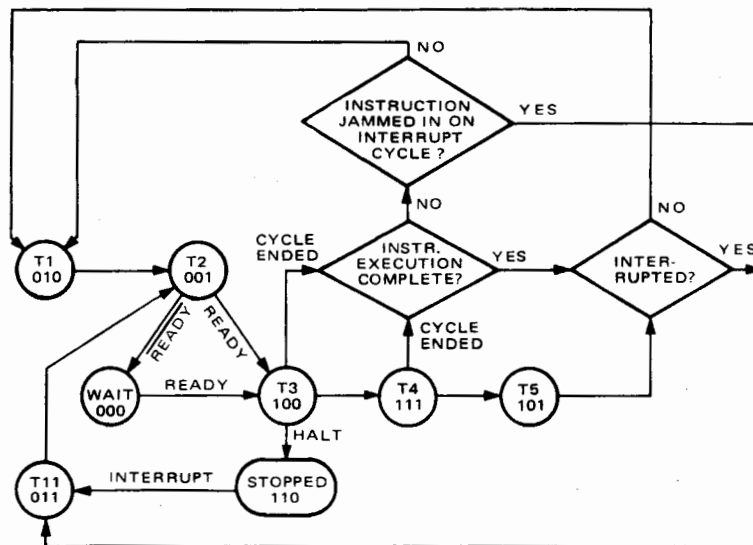 NO
NO
INSTRUCTION
JAMMED IN ON
INTERRUPT
CYCLE ?
YES
NO
CYCLE
ENDED
INSTR.
EXECUTION
COMPLETE?
YES
INTER-
RUPTED?
YES
T1
010
T2
001
READY
READY
CYCLE
ENDED
WAIT
000
READY
T3
100
T4
111
T5
101
HALT
T11
011
INTERRUPT
STOPPED
110